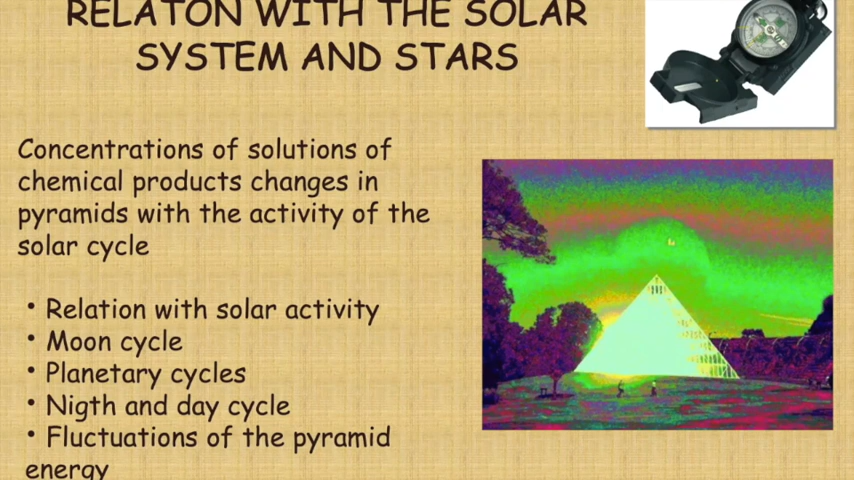 RELATON WITH THE SOLAR
SYSTEM AND STARS
Concentrations of solutions of
chemical products changes in
pyramids with the activity of the
solar cycle
• Relation with solar activity
• Moon cycle
• Planetary cycles
• Nigth and day cycle
• Fluctuations of the pyramid
energy